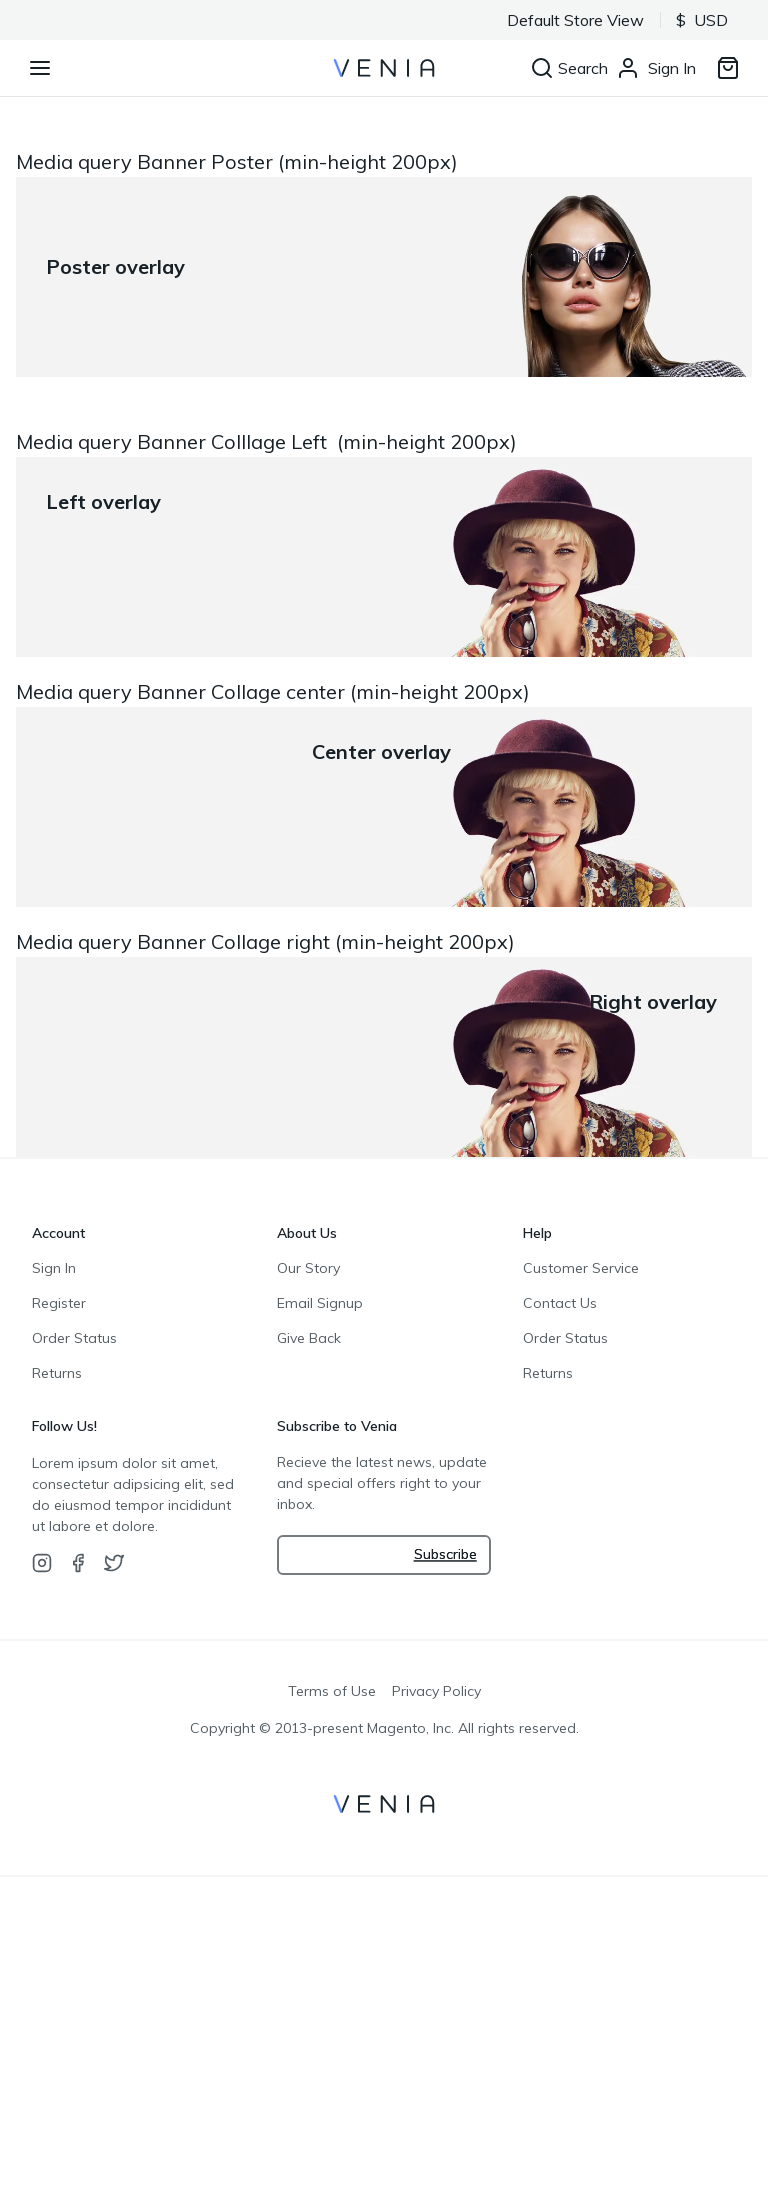 Default Store View
$ USD
VENIA
Search
Sign In
Media query Banner Poster (min-height 200px)
Poster overlay
Media query Banner Colllage Left  (min-height 200px)
Left overlay
Media query Banner Collage center (min-height 200px)
Center overlay
Media query Banner Collage right (min-height 200px)
Right overlay
Account
Sign In
Register
Order Status
Returns
About Us
Our Story
Email Signup
Give Back
Help
Customer Service
Contact Us
Order Status
Returns
Follow Us!
Lorem ipsum dolor sit amet,
consectetur adipsicing elit, sed
do eiusmod tempor incididunt
ut labore et dolore.
Subscribe to Venia
Recieve the latest news, update
and special offers right to your
inbox.
Subscribe
Terms of Use
Privacy Policy
Copyright © 2013-present Magento, Inc. All rights reserved.
VENIA